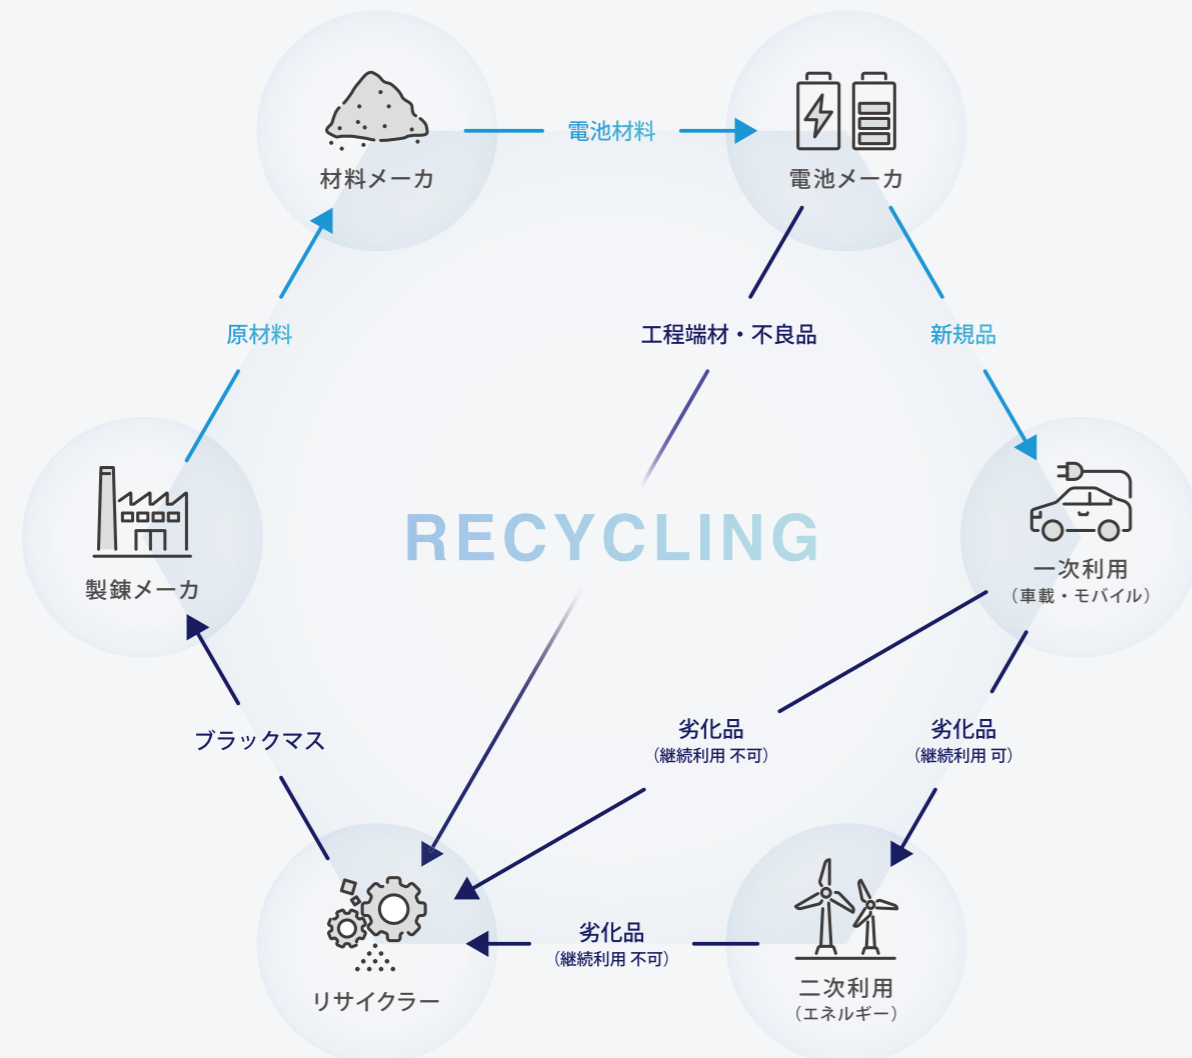 電池材料
材料メーカ
電池メーカ
原材料
工程端材・不良品
新規品
RECYCLING
製錬メーカ
一次利用
（車載・モバイル）
ブラックマス
劣化品
（継続利用 不可）
劣化品
（継続利用 可）
劣化品
（継続利用 不可）
リサイクラー
二次利用
（エネルギー）